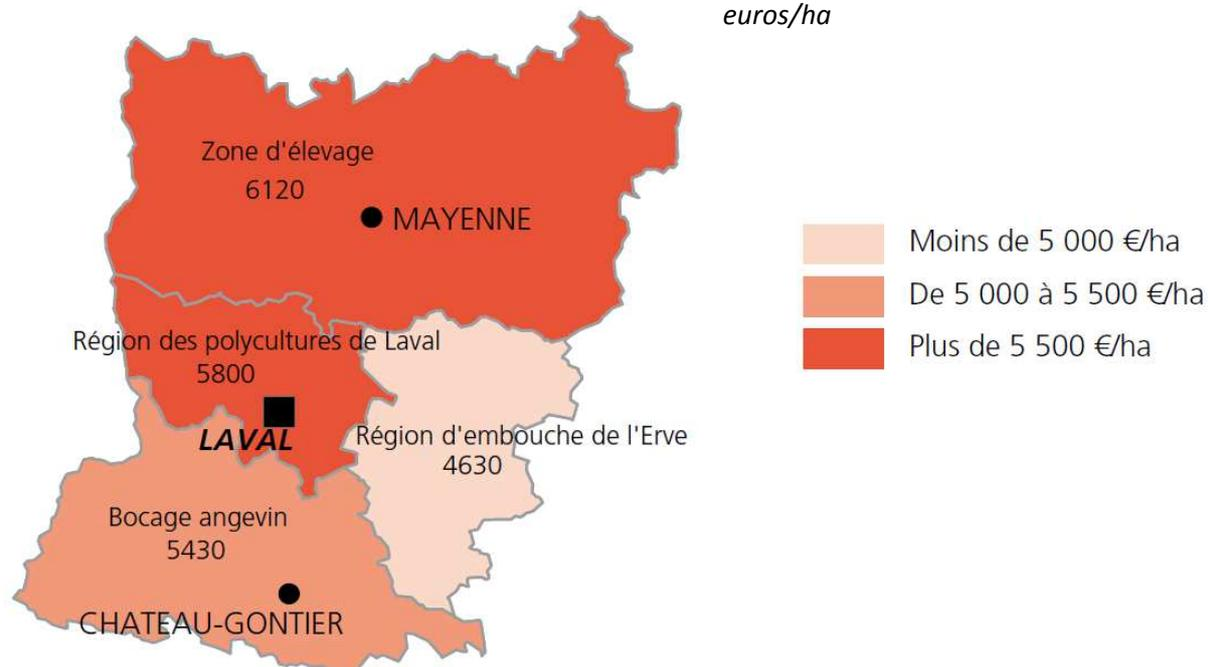 euros/ha
Zone d'élevage
6120
MAYENNE
Moins de 5 000 €/ha
De 5 000 à 5 500 €/ha
Plus de 5 500 €/ha
Région des polycultures de Laval
5800
LAVAL
Région d'embouche de l'Erve
4630
Bocage angevin
5430
CHATEAU-GONTIER